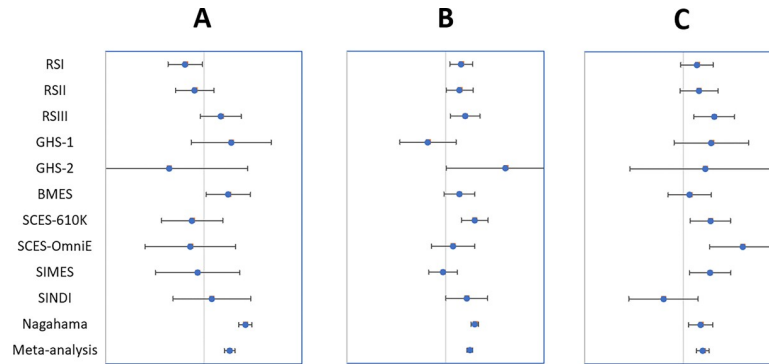 A B C
RSI
RSII
RSIII
GHS-1
GHS-2
BMES
SCES-610K
SCES-OmniE
SIMES
SINDI
Nagahama
Meta-analysis